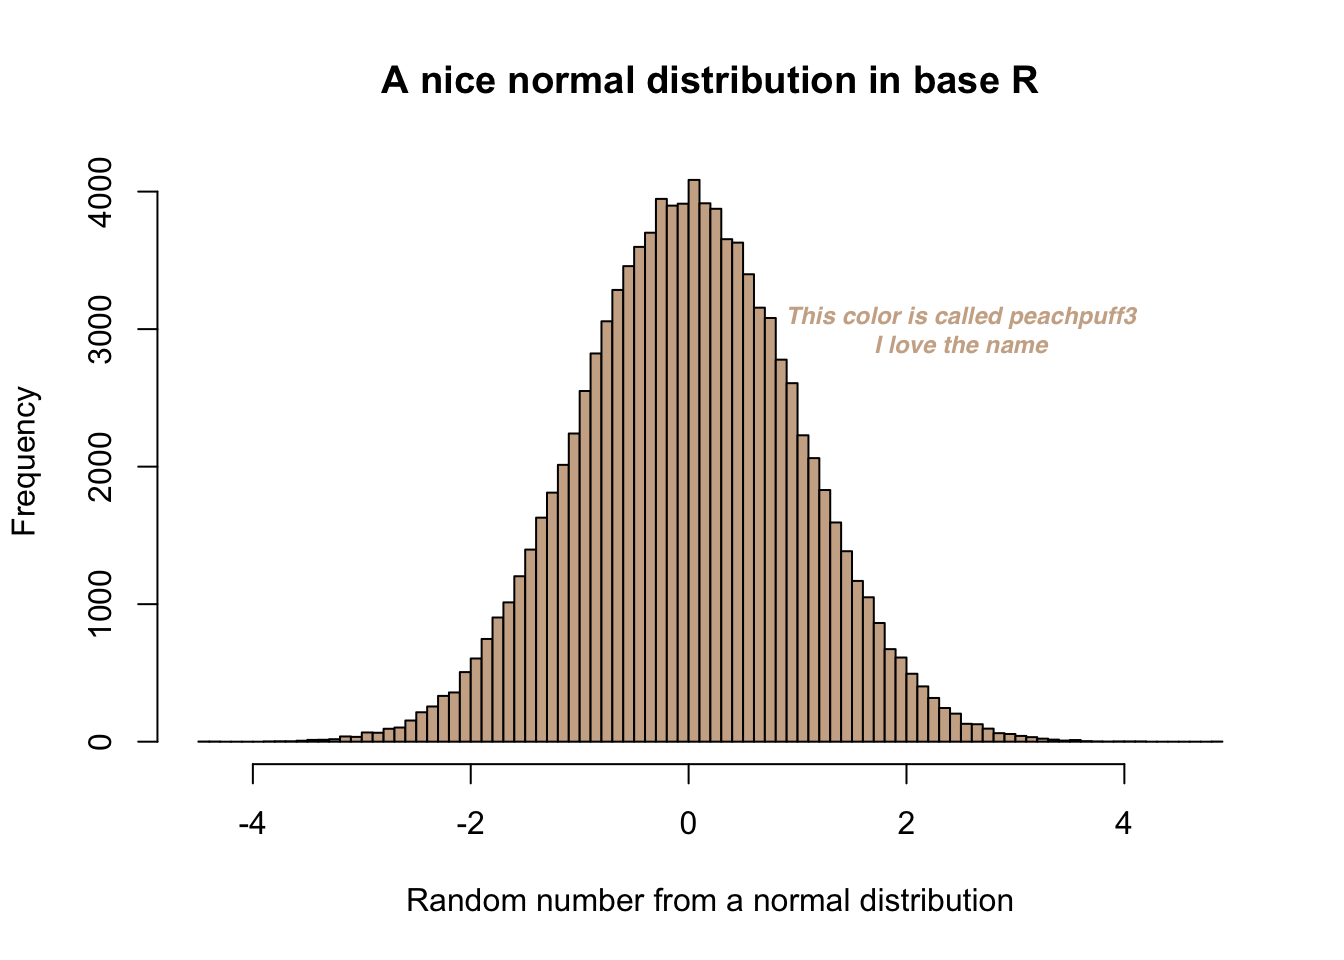 A nice normal distribution in base R
Frequency
4000
3000
2000
1000
0
This color is called peachpuff3
I love the name
-4
-2
0
2
4
Random number from a normal distribution